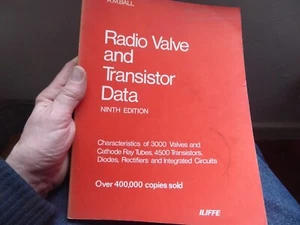 A.M.BALL
Radio Valve
and
Transistor
Data
NINTH EDITION
Characteristics of 3000 Valves and
Cathode Ray Tubes, 4500 Transistors,
Diodes, Rectifiers and Integrated Circuits
Over 400,000 copies sold
ILIFFE